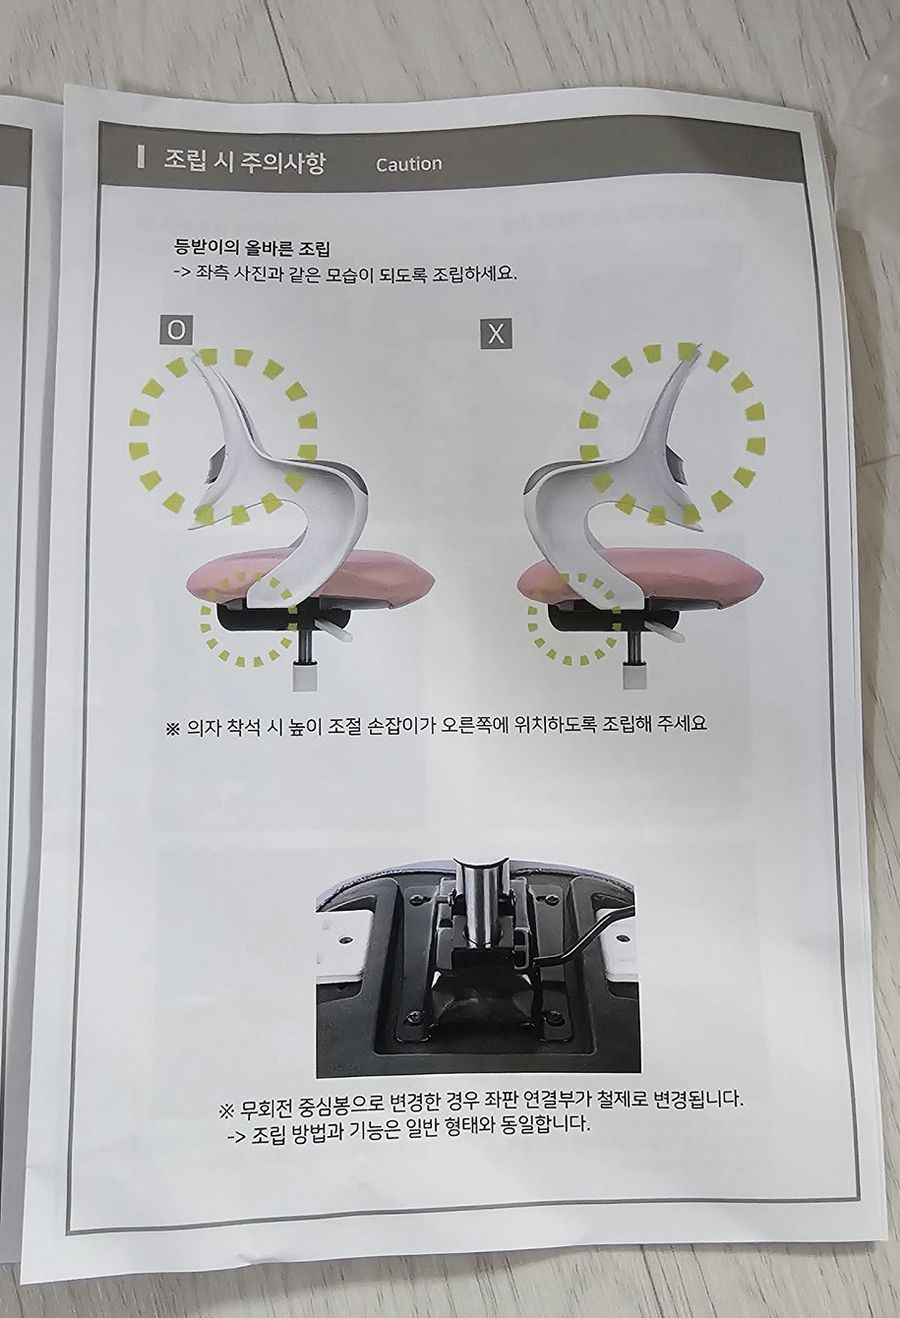 조립 시 주의사항 Caution
등받이의 올바른 조립
-> 좌측 사진과 같은 모습이 되도록 조립하세요.
O X
※ 의자 착석 시 높이 조절 손잡이가 오른쪽에 위치하도록 조립해 주세요
※ 무회전 중심봉으로 변경한 경우 좌판 연결부가 철제로 변경됩니다.
-> 조립 방법과 기능은 일반 형태와 동일합니다.